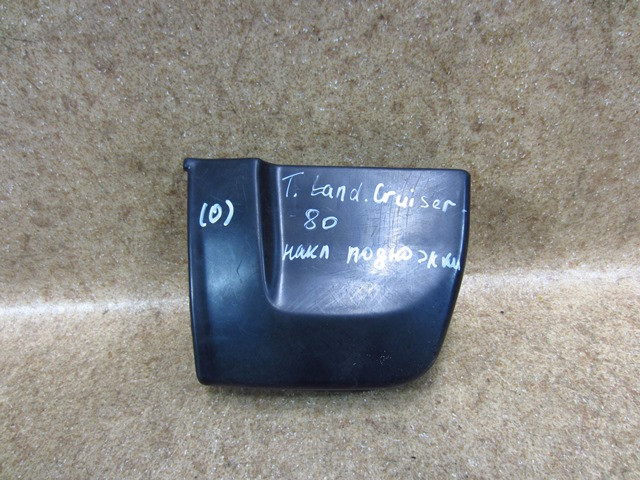 T. Land. Cruiser
(0) 80
накл подножки